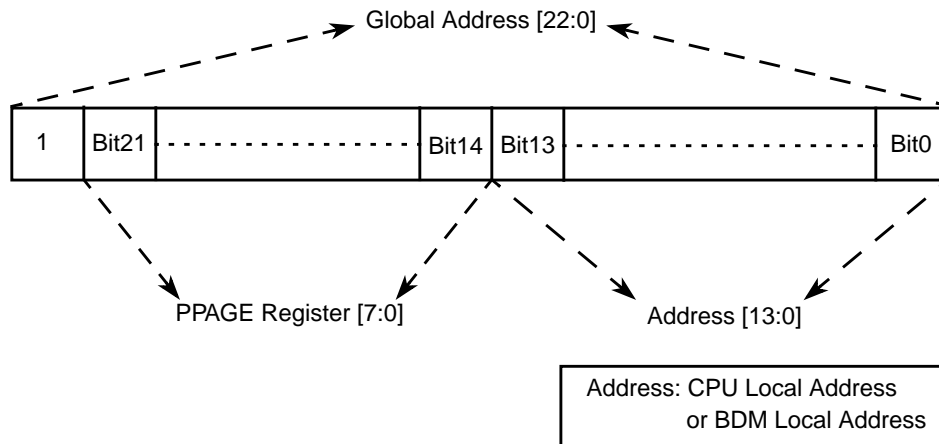 Global Address [22:0]
1 Bit21 Bit14 Bit13 Bit0
PPAGE Register [7:0]
Address [13:0]
Address: CPU Local Address
or BDM Local Address